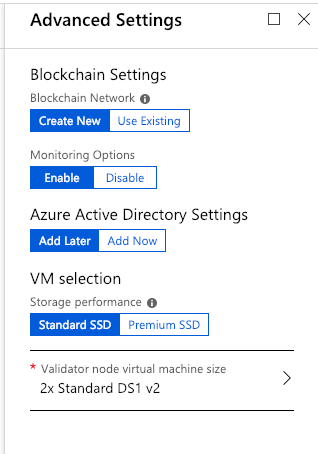 Advanced Settings
Blockchain Settings
Blockchain Network
Create New Use Existing
Monitoring Options
Enable Disable
Azure Active Directory Settings
Add Later Add Now
VM selection
Storage performance
Standard SSD Premium SSD
* Validator node virtual machine size
2x Standard DS1 v2